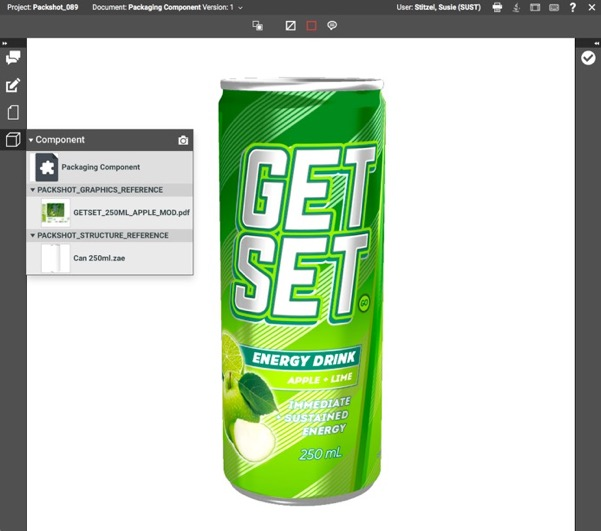 Project: Packshot_089 Document: Packaging Component Version: 1 User: Stitzel, Susie (SUST)
Component
Packaging Component
PACKSHOT_GRAPHICS_REFERENCE
GETSET_250ML_APPLE_MOD.pdf
PACKSHOT_STRUCTURE_REFERENCE
Can 250ml.zae
GET
SET
GO
ENERGY DRINK
APPLE + LIME
IMMEDIATE
+ SUSTAINED
ENERGY
250 mL